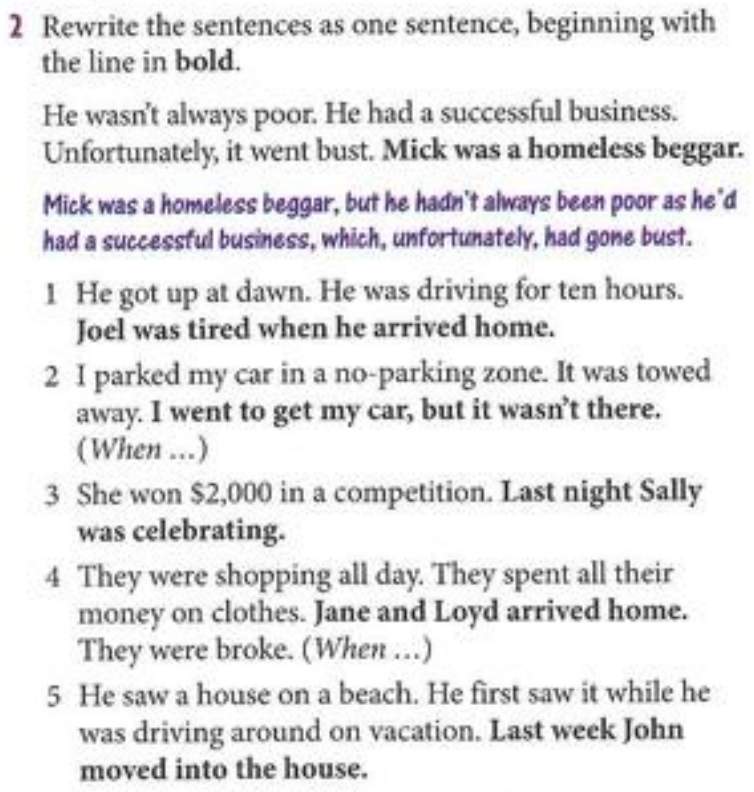 2 Rewrite the sentences as one sentence, beginning with
the line in bold.
He wasn't always poor. He had a successful business.
Unfortunately, it went bust. Mick was a homeless beggar.
Mick was a homeless beggar, but he hadn't always been poor as he'd
had a successful business, which, unfortunately, had gone bust.
1 He got up at dawn. He was driving for ten hours.
Joel was tired when he arrived home.
2 I parked my car in a no-parking zone. It was towed
away. I went to get my car, but it wasn't there.
(When ...)
3 She won $2,000 in a competition. Last night Sally
was celebrating.
4 They were shopping all day. They spent all their
money on clothes. Jane and Loyd arrived home.
They were broke. (When ...)
5 He saw a house on a beach. He first saw it while he
was driving around on vacation. Last week John
moved into the house.